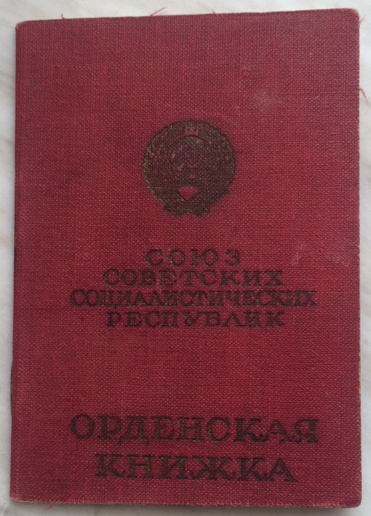 СОЮЗ
СОВЕТСКИХ
СОЦИАЛИСТИЧЕСКИХ
РЕСПУБЛИК
ОРДЕНСКАЯ
КНИЖКА